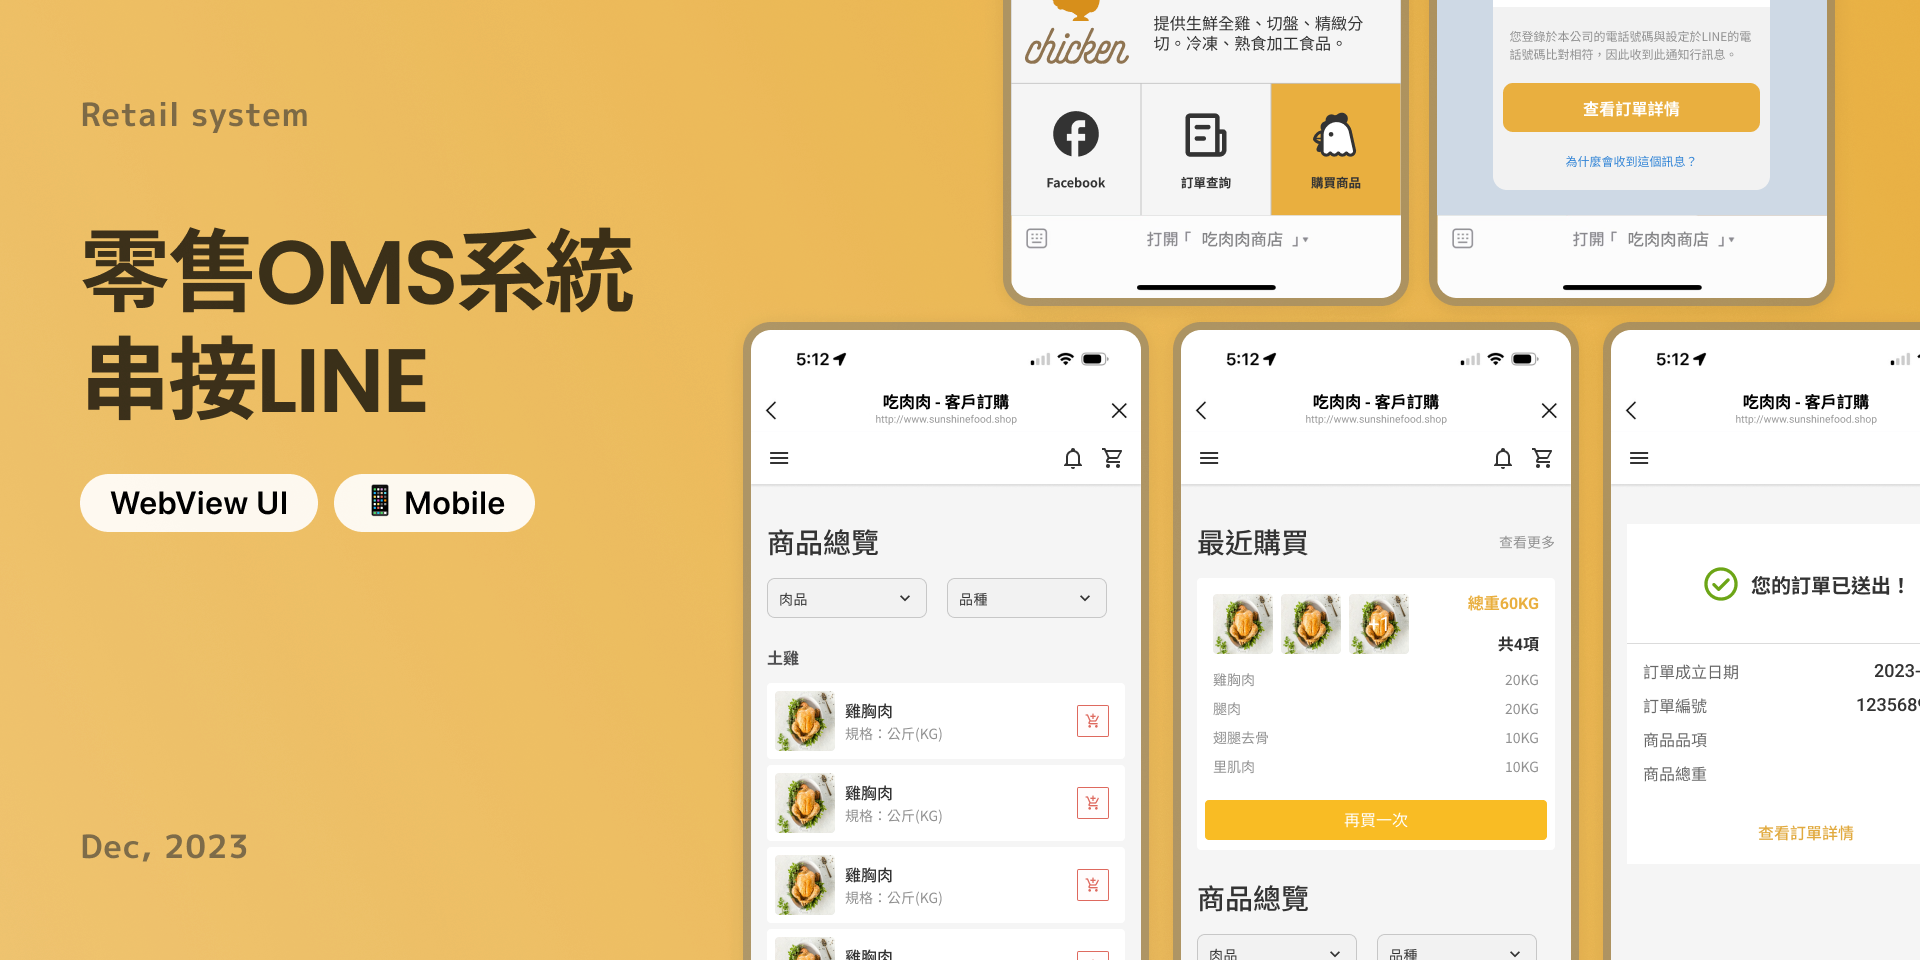 Retail system
零售OMS系統
串接LINE
WebView UI
Mobile
Dec, 2023
chicken
提供生鮮全雞、切盤、精緻分
切。冷凍、熟食加工食品。
Facebook
訂單查詢
購買商品
打開「 吃肉肉商店 」▾
您登錄於本公司的電話號碼與設定於LINE的電
話號碼比對相符，因此收到此通知行訊息。
查看訂單詳情
為什麼會收到這個訊息？
打開「 吃肉肉商店 」▾
5:12
吃肉肉 - 客戶訂購
http://www.sunshinefood.shop
商品總覽
肉品
品種
土雞
雞胸肉
規格：公斤(KG)
雞胸肉
規格：公斤(KG)
雞胸肉
規格：公斤(KG)
雞胸肉
5:12
吃肉肉 - 客戶訂購
http://www.sunshinefood.shop
最近購買
查看更多
+1
總重60KG
共4項
雞胸肉 20KG
腿肉 20KG
翅腿去骨 10KG
里肌肉 10KG
再買一次
商品總覽
肉品
品種
5:12
吃肉肉 - 客戶訂購
http://www.sunshinefood.shop
您的訂單已送出！
訂單成立日期 2023-
訂單編號 123568
商品品項
商品總重
查看訂單詳情